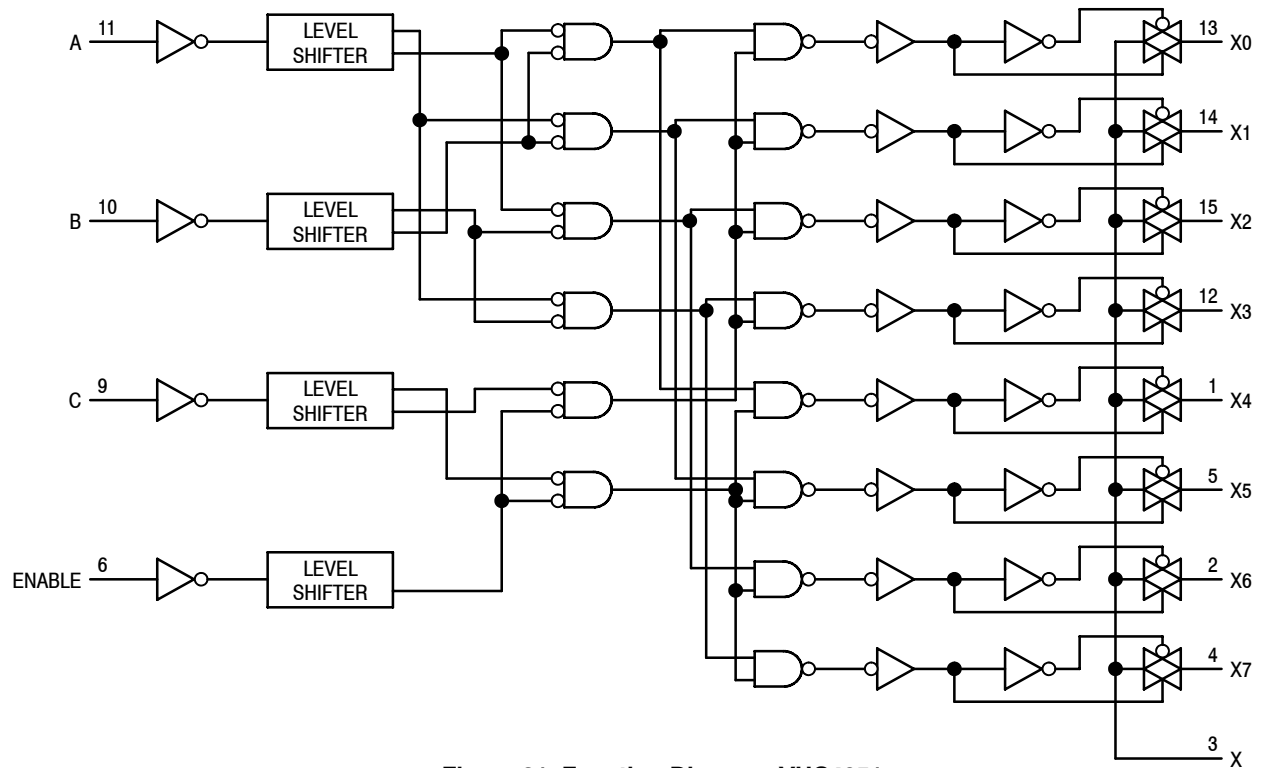 A 11 LEVEL SHIFTER 13 X0
14 X1
B 10 LEVEL SHIFTER 15 X2
12 X3
C 9 LEVEL SHIFTER 1 X4
5 X5
ENABLE 6 LEVEL SHIFTER 2 X6
4 X7
3 X